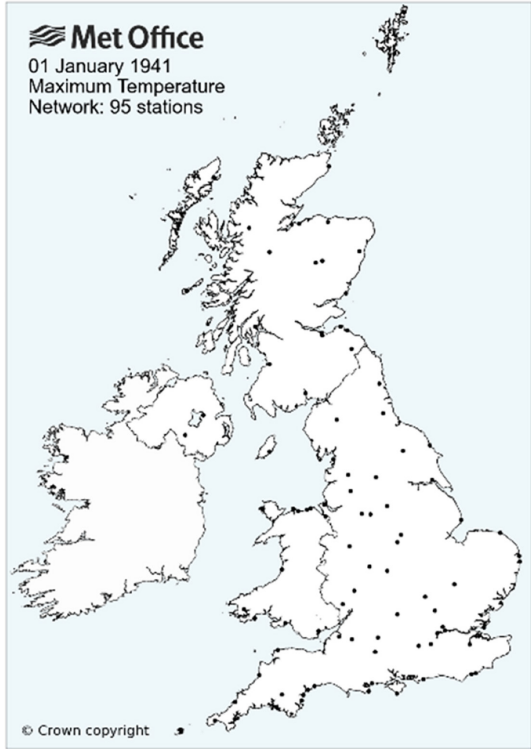 Met Office
01 January 1941
Maximum Temperature
Network: 95 stations
© Crown copyright